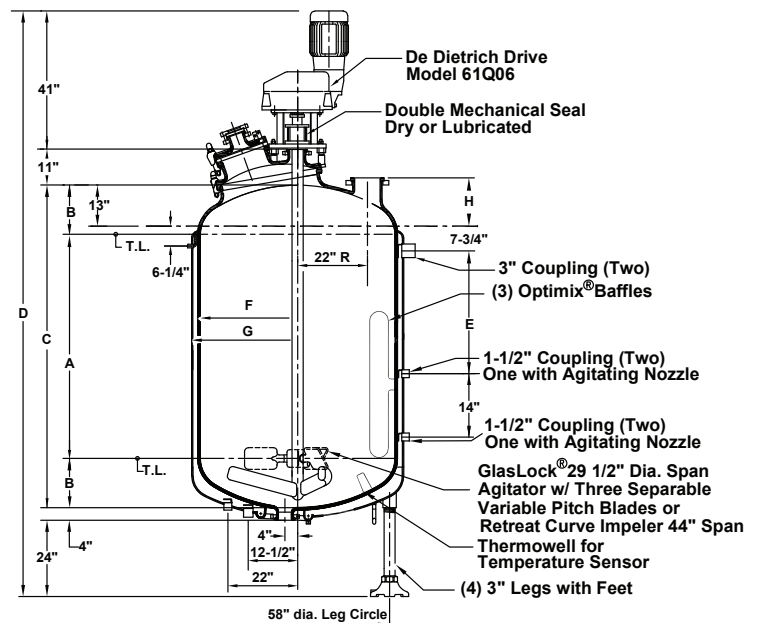 De Dietrich Drive
Model 61Q06
41"
Double Mechanical Seal
Dry or Lubricated
11"
13"
B
H
7-3/4"
T.L.
6-1/4"
22" R
3" Coupling (Two)
(3) Optimix® Baffles
D
C
A
F
G
E
1-1/2" Coupling (Two)
One with Agitating Nozzle
14"
1-1/2" Coupling (Two)
One with Agitating Nozzle
T.L.
B
GlasLock® 29 1/2" Dia. Span
Agitator w/ Three Separable
Variable Pitch Blades or
Retreat Curve Impeler 44" Span
Thermowell for
Temperature Sensor
4"
24"
4"
12-1/2"
22"
(4) 3" Legs with Feet
58" dia. Leg Circle